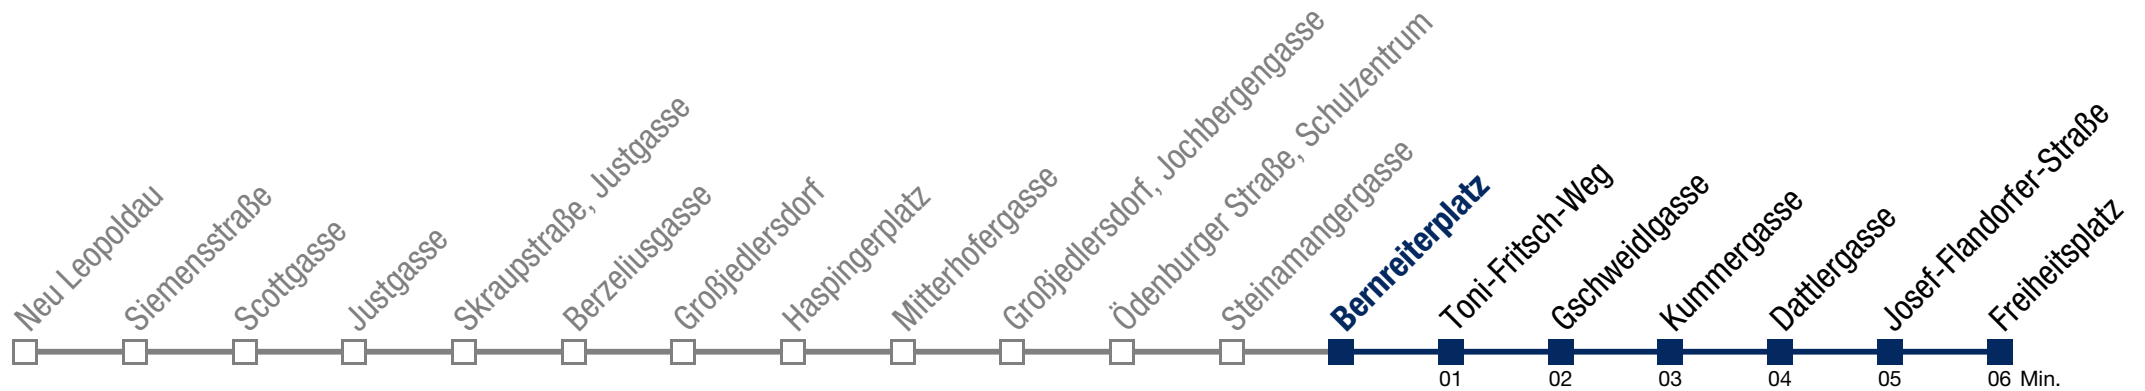 Neu Leopoldau
Siemensstraße
Scottgasse
Justgasse
Skraupstraße, Justgasse
Berzeliusgasse
Großjedlersdorf
Haspingerplatz
Mitterhofergasse
Großjedlersdorf, Jochbergengasse
Ödenburger Straße, Schulzentrum
Steinamangergasse
Bernreiterplatz
Toni-Fritsch-Weg
Gschweidlgasse
Kummergasse
Dattlergasse
Josef-Flandorfer-Straße
Freiheitsplatz
01 02 03 04 05 06 Min.